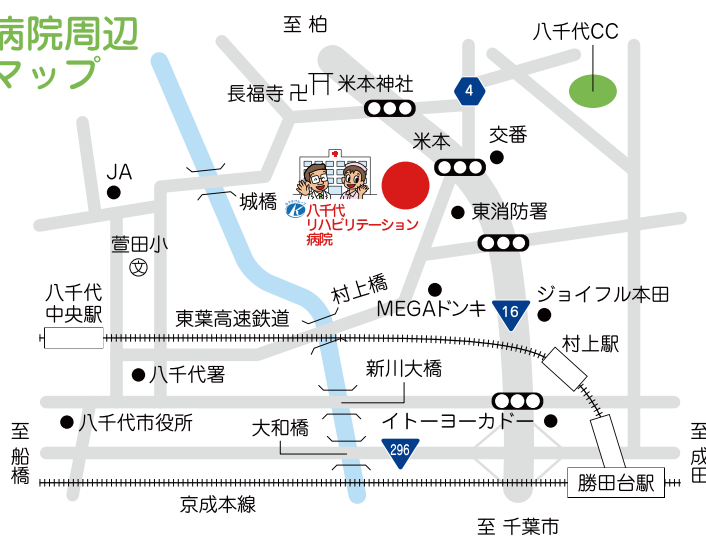 病院周辺
マップ
至 柏
八千代CC
長福寺 卍
米本神社
4
米本
交番
JA
城橋
八千代
リハビリテーション
病院
東消防署
萱田小
文
村上橋
八千代
中央駅
東葉高速鉄道
MEGAドンキ
16
ジョイフル本田
村上駅
八千代署
新川大橋
八千代市役所
大和橋
イトーヨーカドー
296
至 船橋
至 成田
京成本線
勝田台駅
至 千葉市